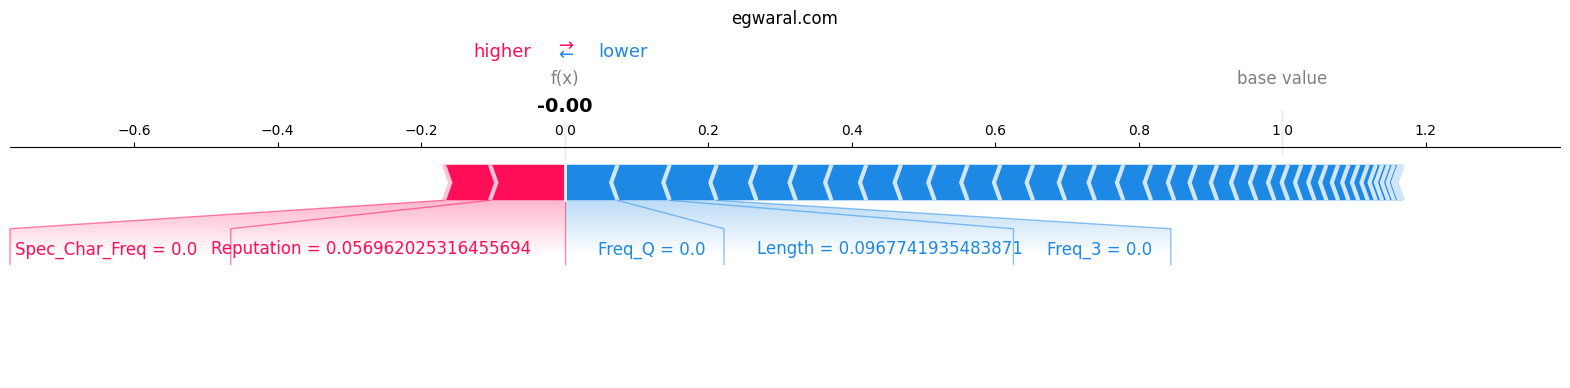 egwaral.com
higher → ← lower
f(x)
base value
-0.00
−0.6 −0.4 −0.2 0.0 0.2 0.4 0.6 0.8 1.0 1.2
Spec_Char_Freq = 0.0 Reputation = 0.056962025316455694 Freq_Q = 0.0 Length = 0.0967741935483871 Freq_3 = 0.0